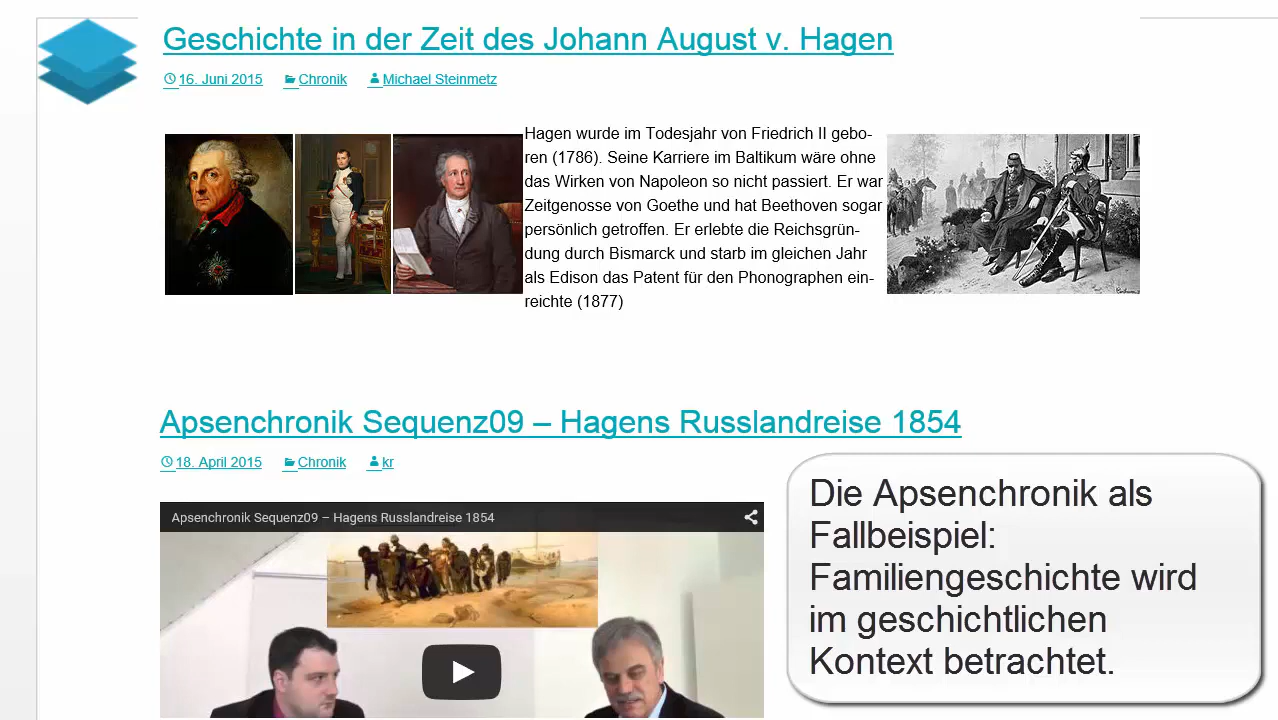 Geschichte in der Zeit des Johann August v. Hagen
16. Juni 2015 Chronik Michael Steinmetz
Hagen wurde im Todesjahr von Friedrich II gebo-
ren (1786). Seine Karriere im Baltikum wäre ohne
das Wirken von Napoleon so nicht passiert. Er war
Zeitgenosse von Goethe und hat Beethoven sogar
persönlich getroffen. Er erlebte die Reichsgrün-
dung durch Bismarck und starb im gleichen Jahr
als Edison das Patent für den Phonographen ein-
reichte (1877)
Apsenchronik Sequenz09 – Hagens Russlandreise 1854
18. April 2015 Chronik kr
Apsenchronik Sequenz09 – Hagens Russlandreise 1854
Die Apsenchronik als
Fallbeispiel:
Familiengeschichte wird
im geschichtlichen
Kontext betrachtet.